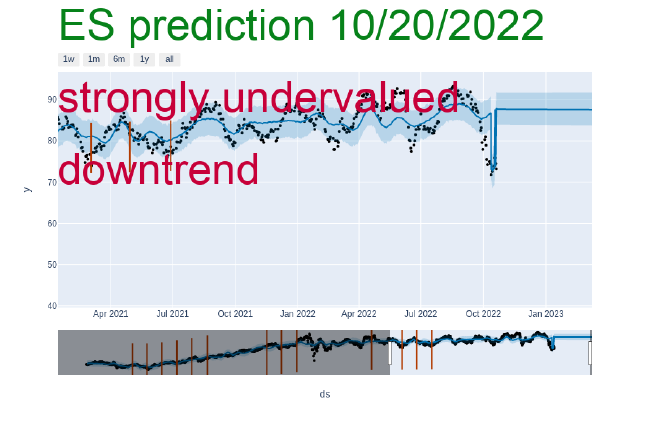 ES prediction 10/20/2022
1w 1m 6m 1y all
strongly undervalued
downtrend
90
80
70
60
50
40
y
Apr 2021 Jul 2021 Oct 2021 Jan 2022 Apr 2022 Jul 2022 Oct 2022 Jan 2023
ds